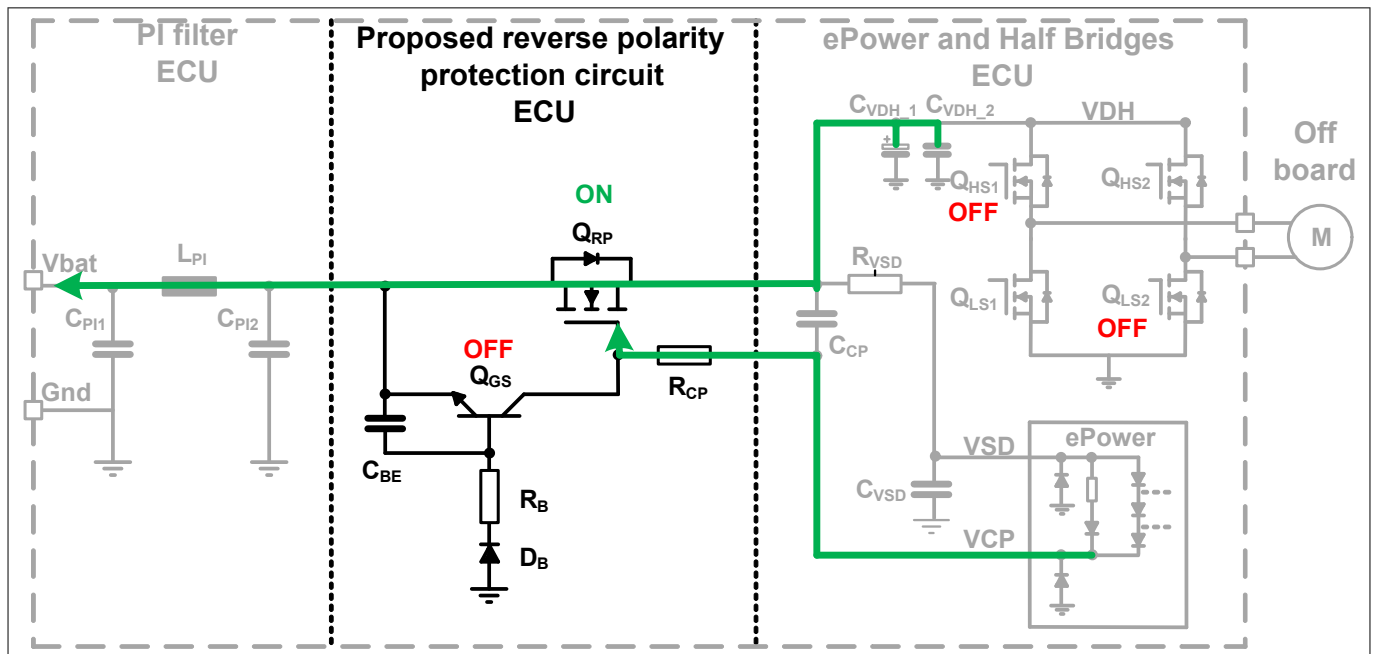 PI filter
ECU
Proposed reverse polarity
protection circuit
ECU
ePower and Half Bridges
ECU
CVDH_1
CVDH_2
VDH
Off
board
+
QHS1
OFF
QHS2
ON
QRP
M
Vbat
LPI
RVSD
CPI1
CPI2
QLS1
QLS2
OFF
CCP
OFF
QGS
RCP
Gnd
CBE
VSD
ePower
CVSD
RB
VCP
DB